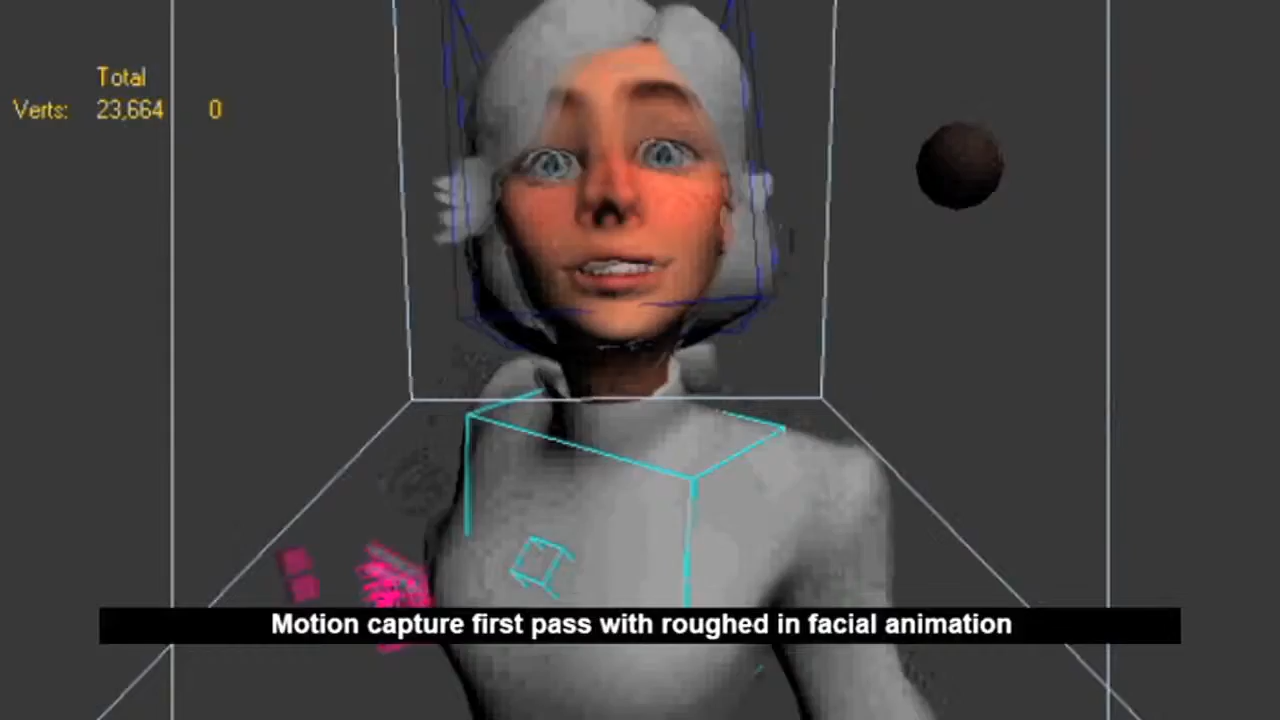 Total
Verts: 23,664 0
Motion capture first pass with roughed in facial animation